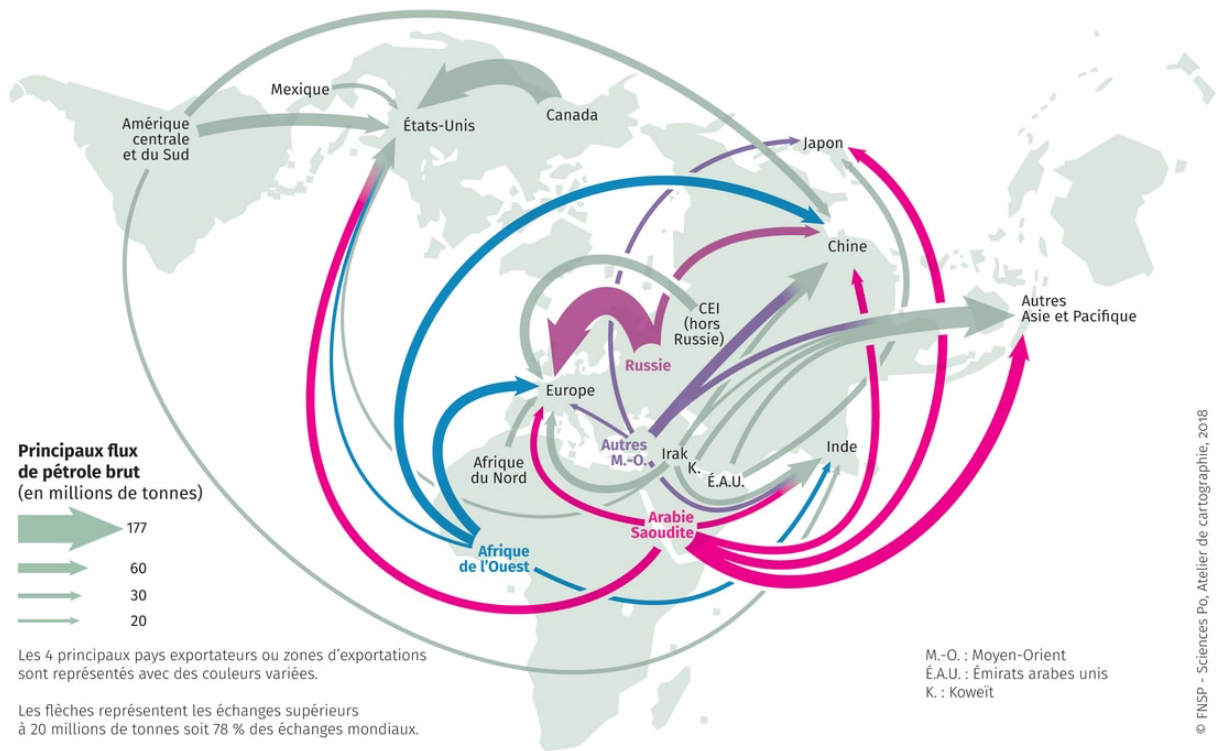 Mexique
Amérique
centrale
et du Sud
États-Unis
Canada
Japon
Chine
CEI
(hors
Russie)
Autres
Asie et Pacifique
Russie
Europe
Autres
M.-O.
Irak
K.
É.A.U.
Inde
Afrique
du Nord
Arabie
Saoudite
Afrique
de l'Ouest
Principaux flux
de pétrole brut
(en millions de tonnes)
177
60
30
20
Les 4 principaux pays exportateurs ou zones d'exportations
sont représentés avec des couleurs variées.
Les flèches représentent les échanges supérieurs
à 20 millions de tonnes soit 78 % des échanges mondiaux.
M.-O. : Moyen-Orient
É.A.U. : Émirats arabes unis
K. : Koweït
© FNSP - Sciences Po, Atelier de cartographie, 2018